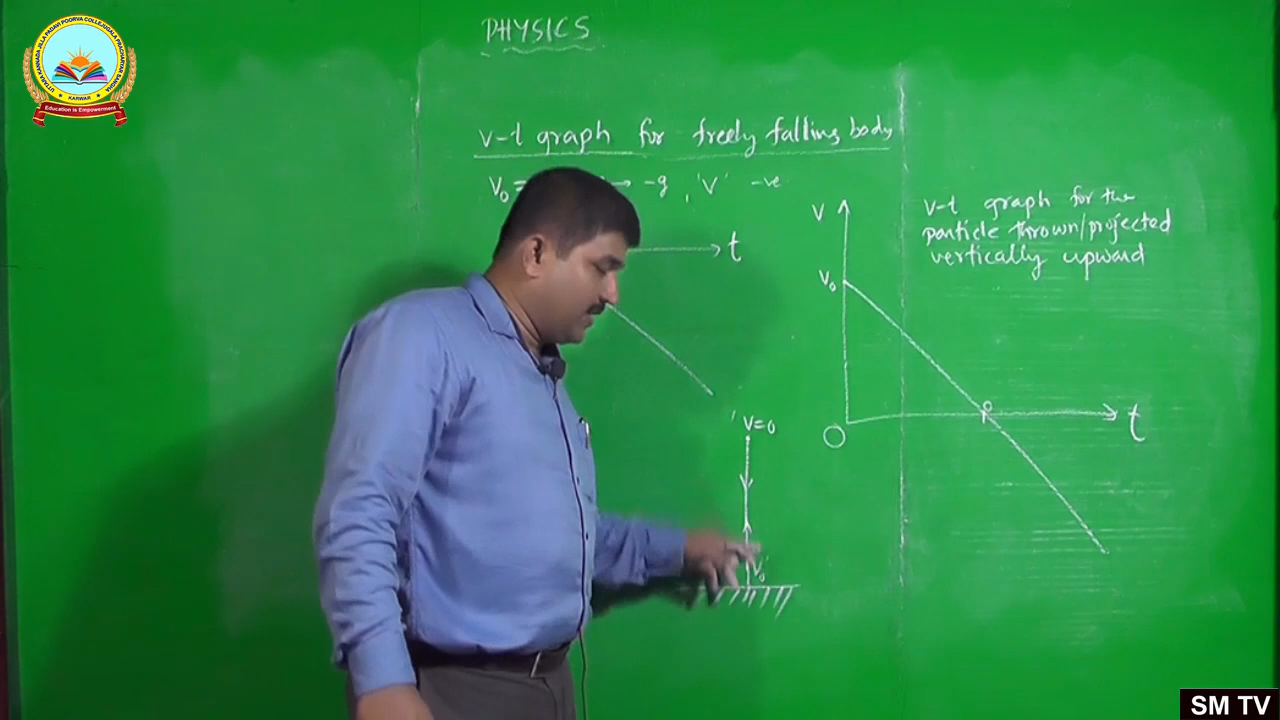 PHYSICS
v-t graph for freely falling body
V₀ = → -g , 'V' -ve
t
V
V₀
P
O
t
v-t graph for the
particle thrown/projected
vertically upward
V=0
V₀
KARWAR
Education is Empowerment
SM TV